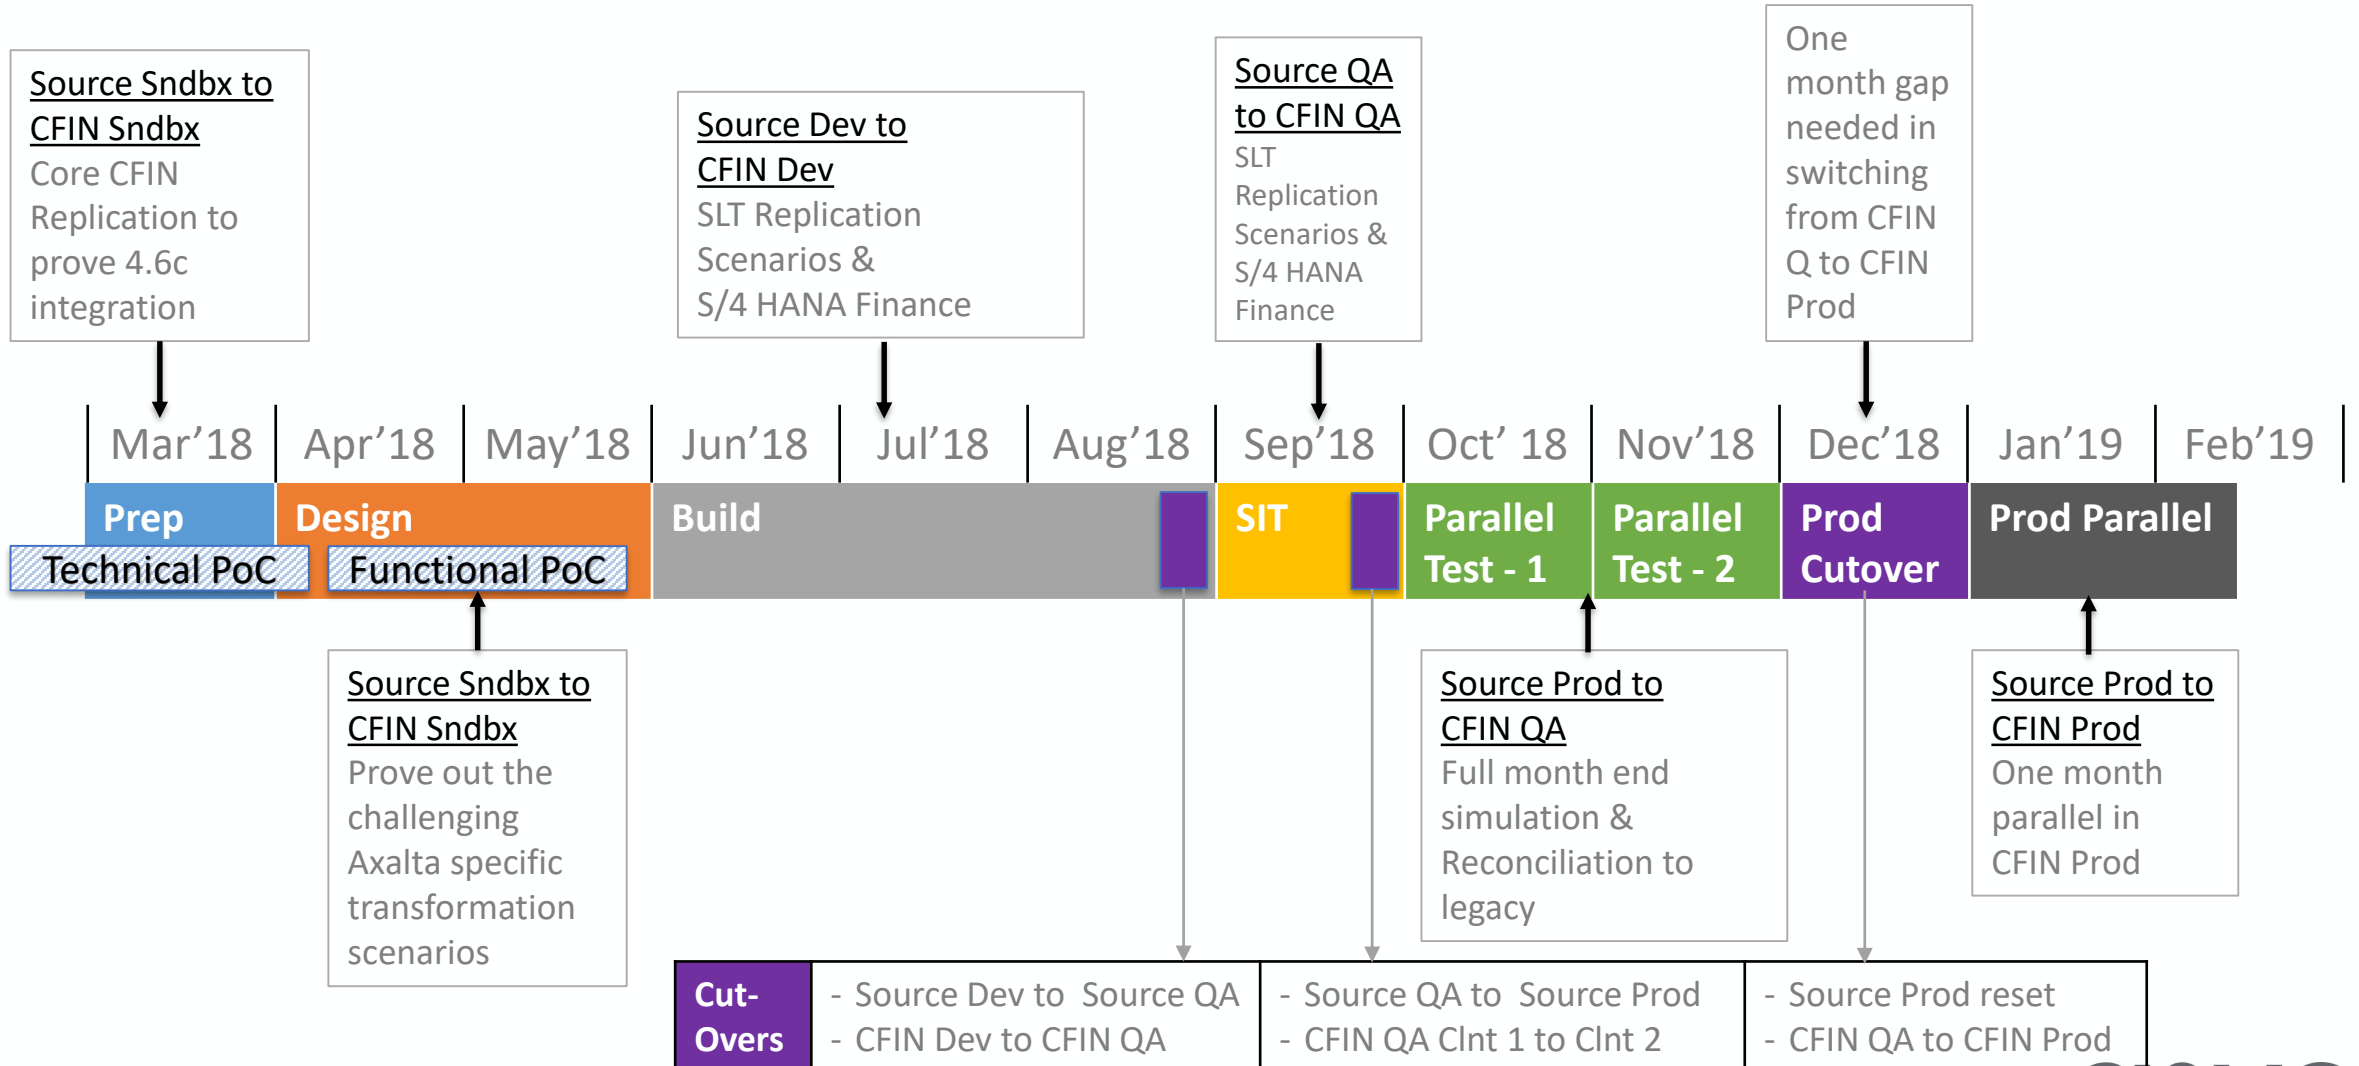 Source Sndbx to
CFIN Sndbx
Core CFIN
Replication to
prove 4.6c
integration
Source Dev to
CFIN Dev
SLT Replication
Scenarios &
S/4 HANA Finance
Source QA
to CFIN QA
SLT
Replication
Scenarios &
S/4 HANA
Finance
One
month gap
needed in
switching
from CFIN
Q to CFIN
Prod
Mar’18 Apr’18 May’18 Jun’18 Jul’18 Aug’18 Sep’18 Oct’ 18 Nov’18 Dec’18 Jan’19 Feb’19
Prep
Design
Build
SIT
Parallel
Test - 1
Parallel
Test - 2
Prod
Cutover
Prod Parallel
Technical PoC
Functional PoC
Source Sndbx to
CFIN Sndbx
Prove out the
challenging
Axalta specific
transformation
scenarios
Source Prod to
CFIN QA
Full month end
simulation &
Reconciliation to
legacy
Source Prod to
CFIN Prod
One month
parallel in
CFIN Prod
Cut-
Overs
- Source Dev to Source QA
- CFIN Dev to CFIN QA
- Source QA to Source Prod
- CFIN QA Clnt 1 to Clnt 2
- Source Prod reset
- CFIN QA to CFIN Prod